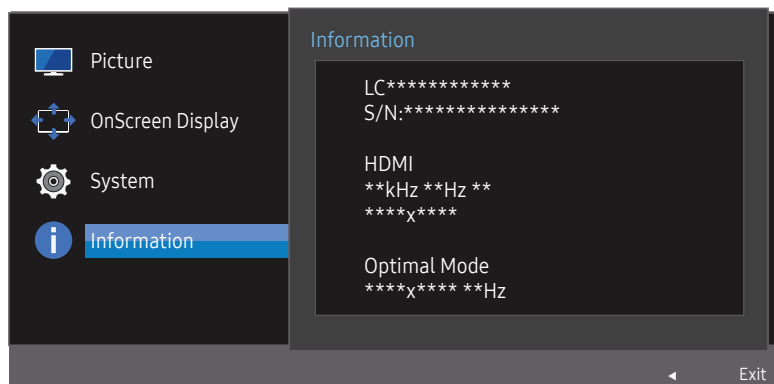 Picture
OnScreen Display
System
Information
Information
LC************
S/N:***************
HDMI
**kHz **Hz **
****x****
Optimal Mode
****x**** **Hz
Exit